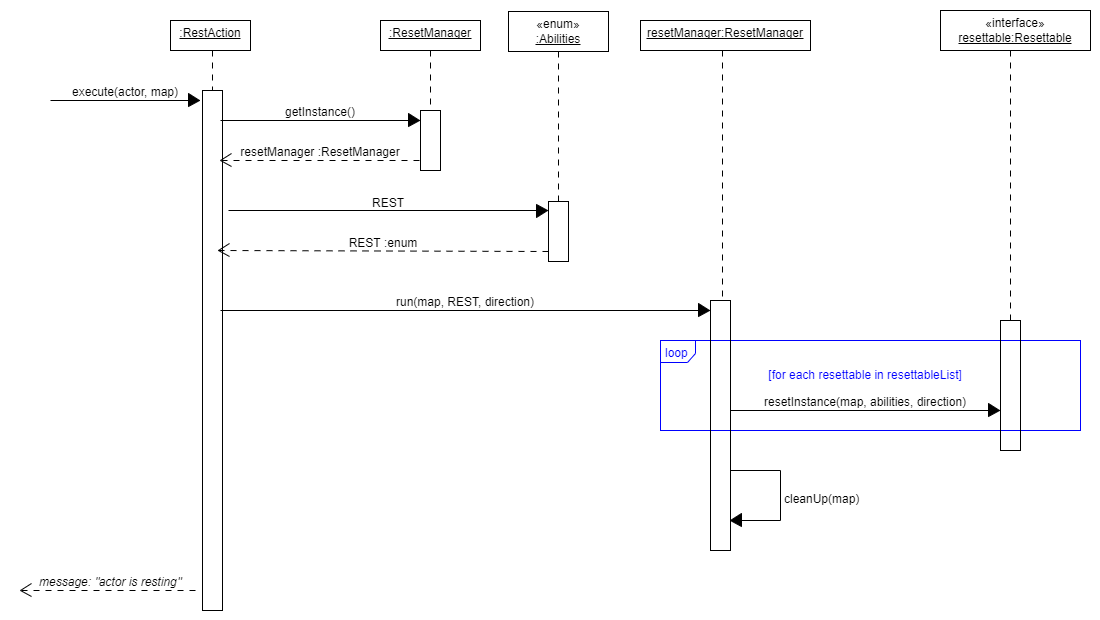 «enum»
«interface»
:RestAction
:ResetManager
:Abilities
resetManager:ResetManager
resettable:Resettable
execute(actor, map)
getInstance()
resetManager :ResetManager
REST
REST :enum
run(map, REST, direction)
loop
[for each resettable in resettableList]
resetInstance(map, abilities, direction)
cleanUp(map)
message: "actor is resting"